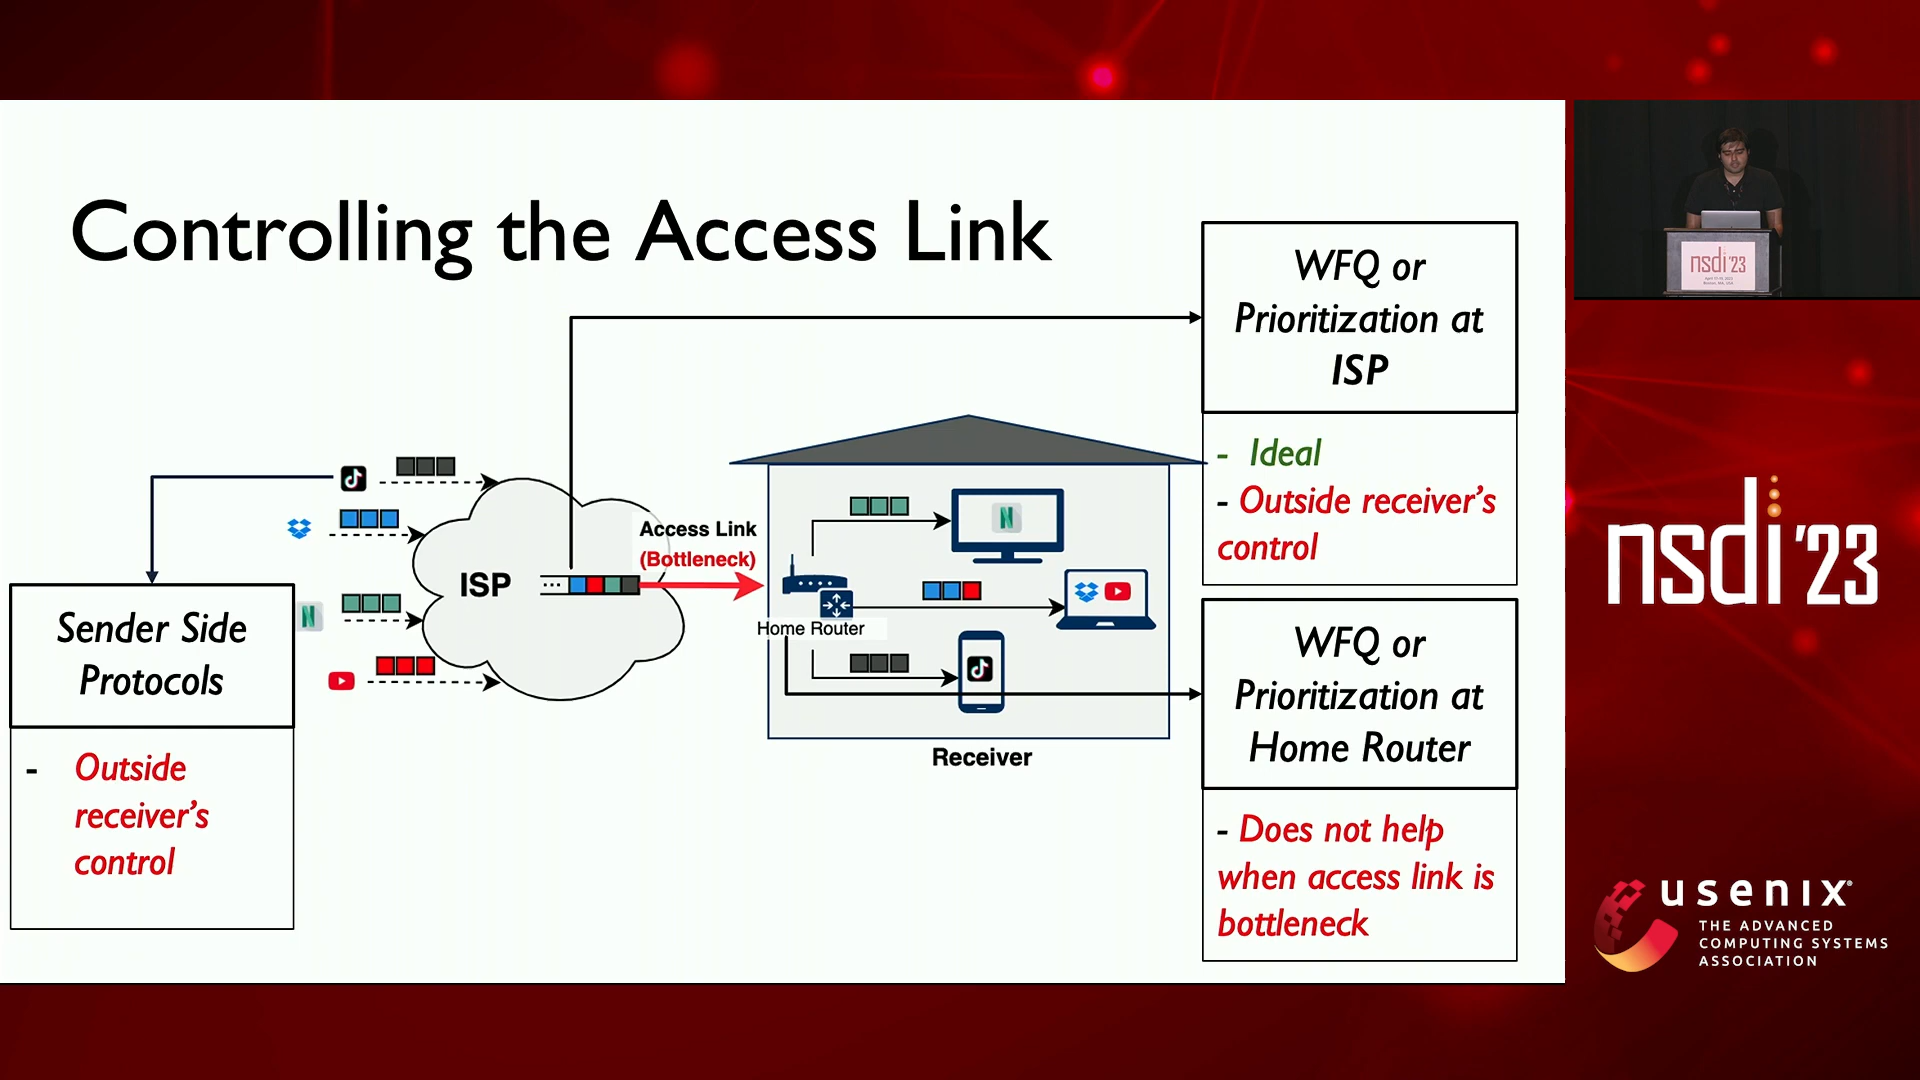 Controlling the Access Link
WFQ or
Prioritization at
ISP
- Ideal
- Outside receiver's
control
Access Link
(Bottleneck)
ISP
Home Router
Receiver
Sender Side
Protocols
- Outside
receiver's
control
WFQ or
Prioritization at
Home Router
- Does not help
when access link is
bottleneck
nsdi '23
nsdi '23
usenix®
THE ADVANCED
COMPUTING SYSTEMS
ASSOCIATION